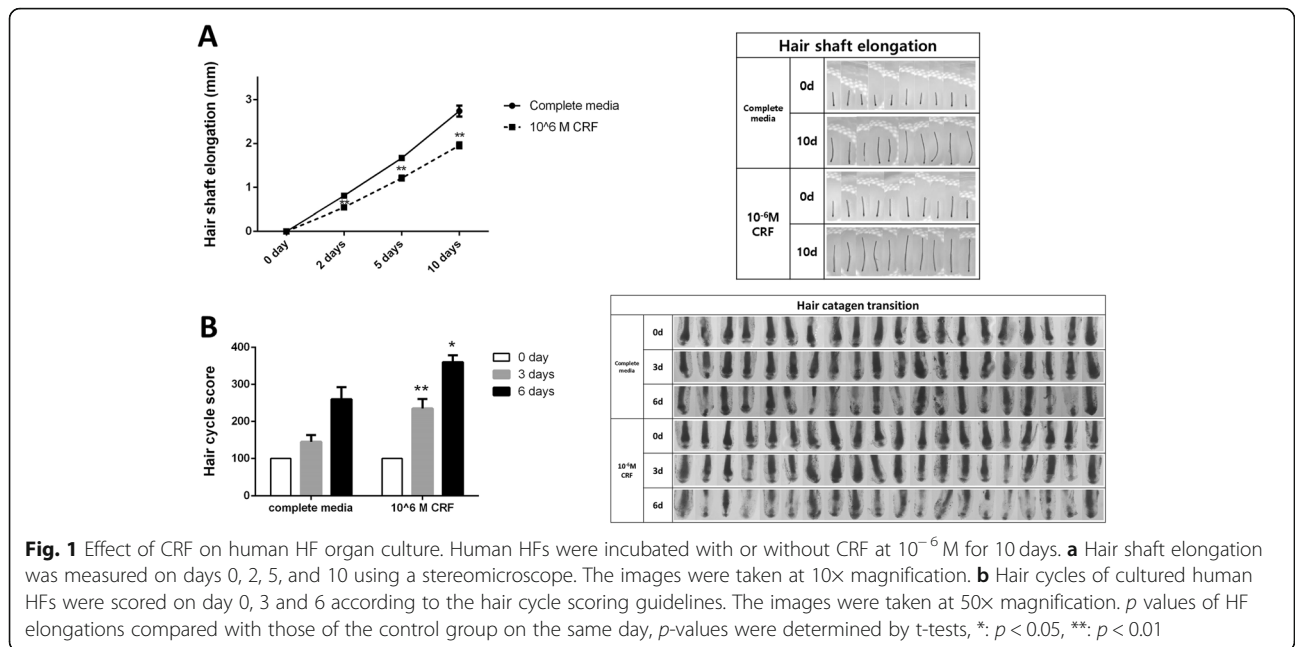 A
Hair shaft elongation (mm)
3
2
1
0
0 day
2 days
5 days
10 days
**
**
**
Complete media
10^6 M CRF
Hair shaft elongation
Complete media
0d
10d
10-6M CRF
0d
10d
B
Hair cycle score
400
300
200
100
0
**
*
complete media
10^6 M CRF
0 day
3 days
6 days
Hair catagen transition
Complete media
0d
3d
6d
10-6M CRF
0d
3d
6d
Fig. 1 Effect of CRF on human HF organ culture. Human HFs were incubated with or without CRF at 10− 6 M for 10 days. a Hair shaft elongation
was measured on days 0, 2, 5, and 10 using a stereomicroscope. The images were taken at 10× magnification. b Hair cycles of cultured human
HFs were scored on day 0, 3 and 6 according to the hair cycle scoring guidelines. The images were taken at 50× magnification. p values of HF
elongations compared with those of the control group on the same day, p-values were determined by t-tests, *: p < 0.05, **: p < 0.01